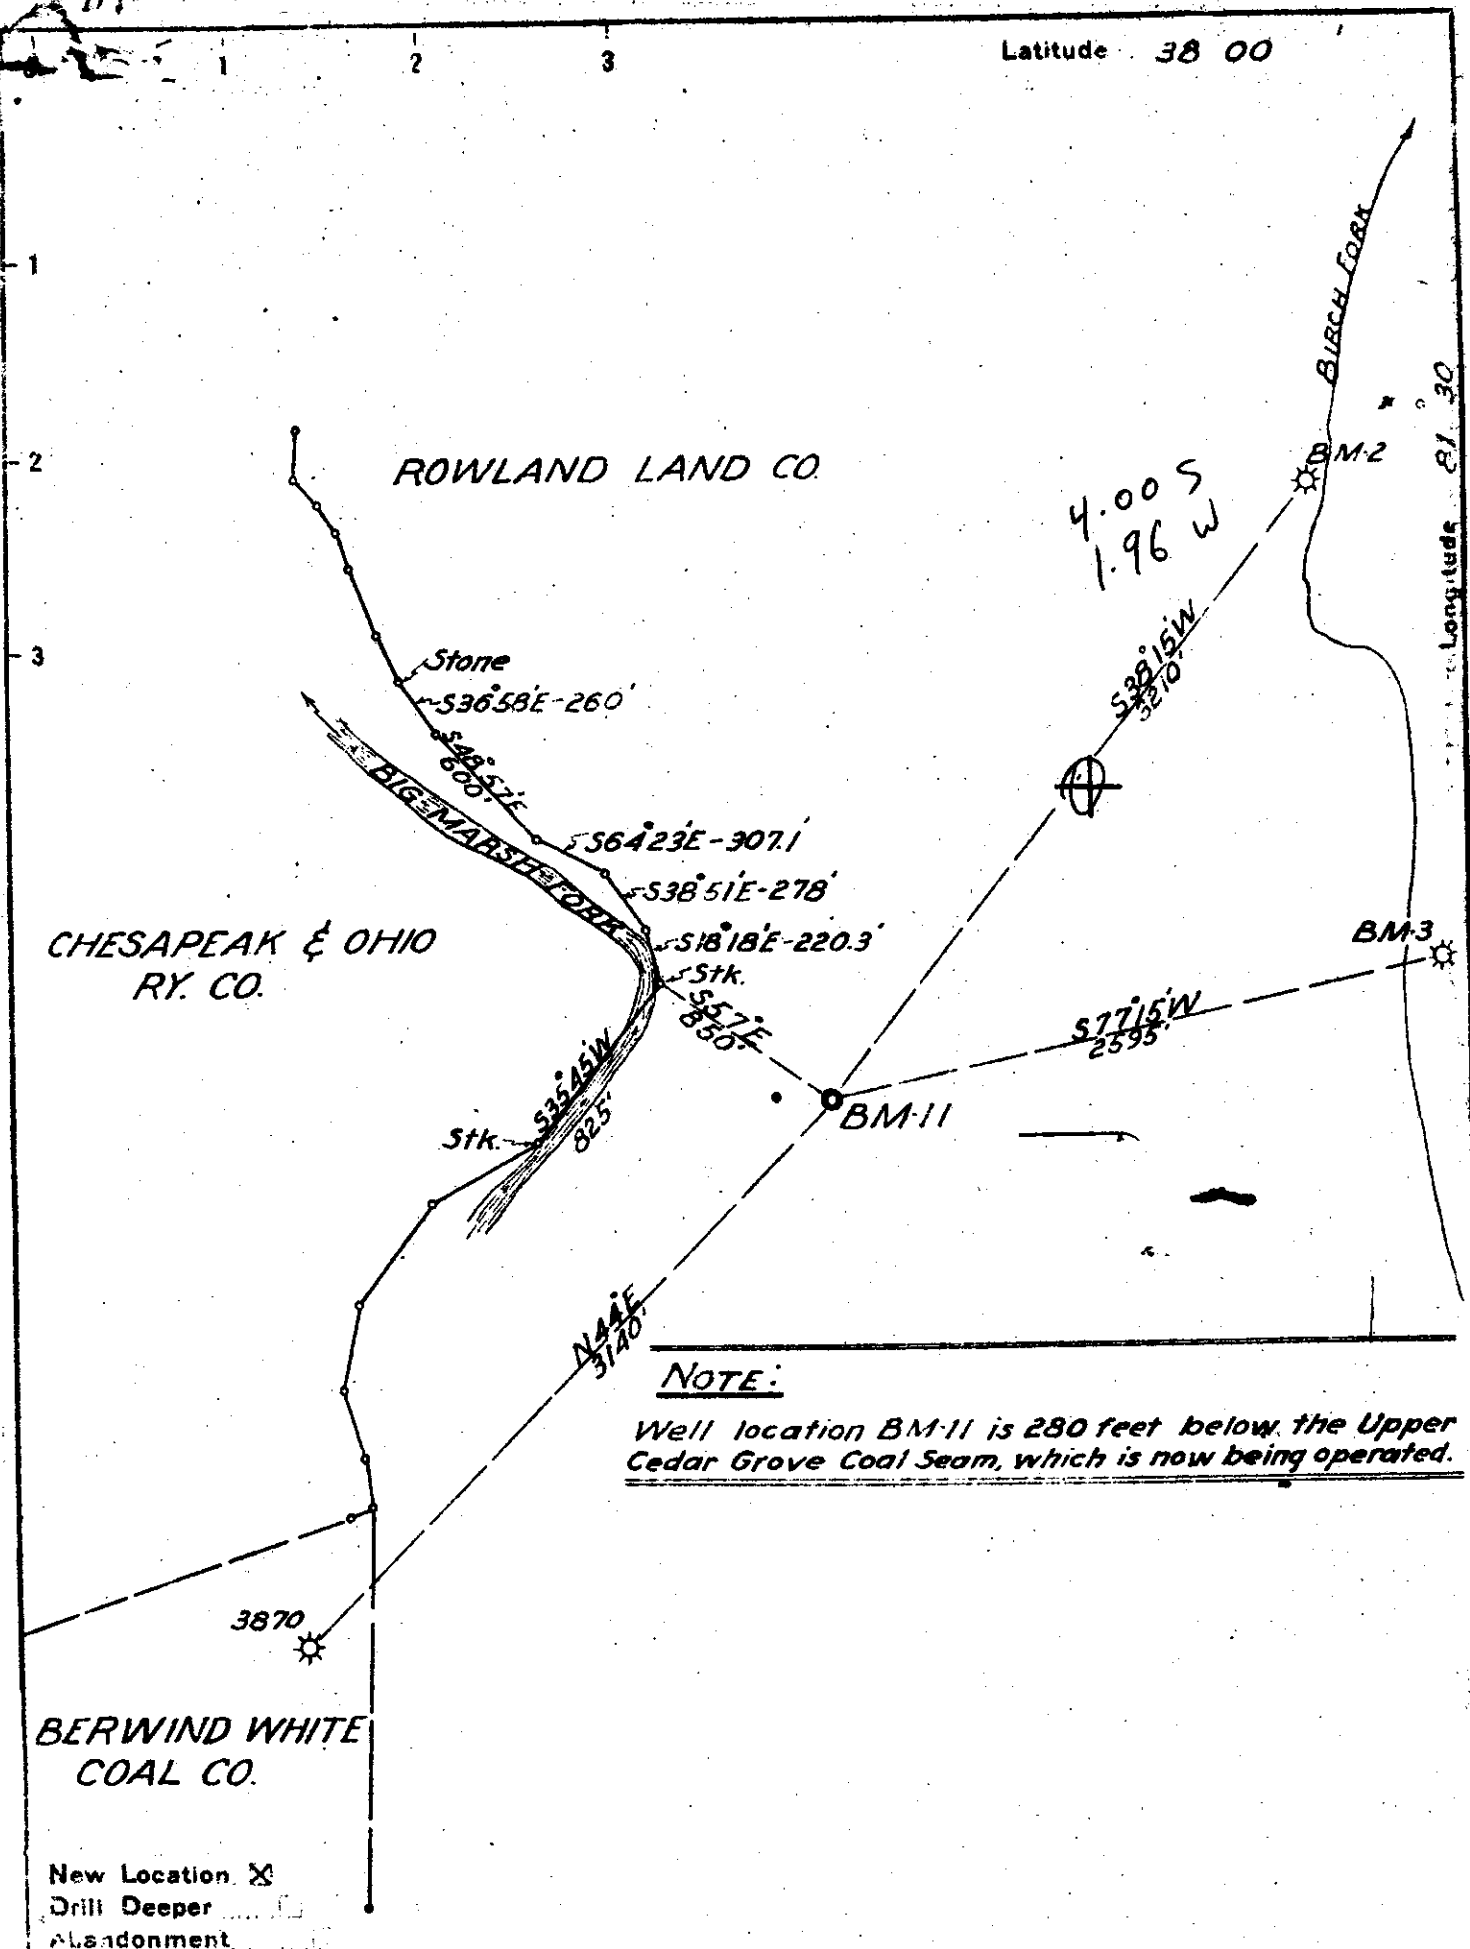 1
2
3
Latitude 38 00
1
2
3
BIRCH FORK
Longitude 81 30
ROWLAND LAND CO.
BM-2
4.00 S
1.96 W
S38°15'W
3210'
Stone
S36°58'E-260'
S48°57'E
600'
BIG MARSH FORK
S64°23'E-307.1'
S38°51'E-278'
S18°18'E-220.3'
Stk.
CHESAPEAK & OHIO
RY. CO.
BM-3
S57°E
850'
S77°15'W
2595'
S35°45'W
825'
BM-11
Stk.
N44°E
3140'
NOTE:
Well location BM-11 is 280 feet below the Upper
Cedar Grove Coal Seam, which is now being operated.
3870
BERWIND WHITE
COAL CO.
New Location X
Drill Deeper
Abandonment